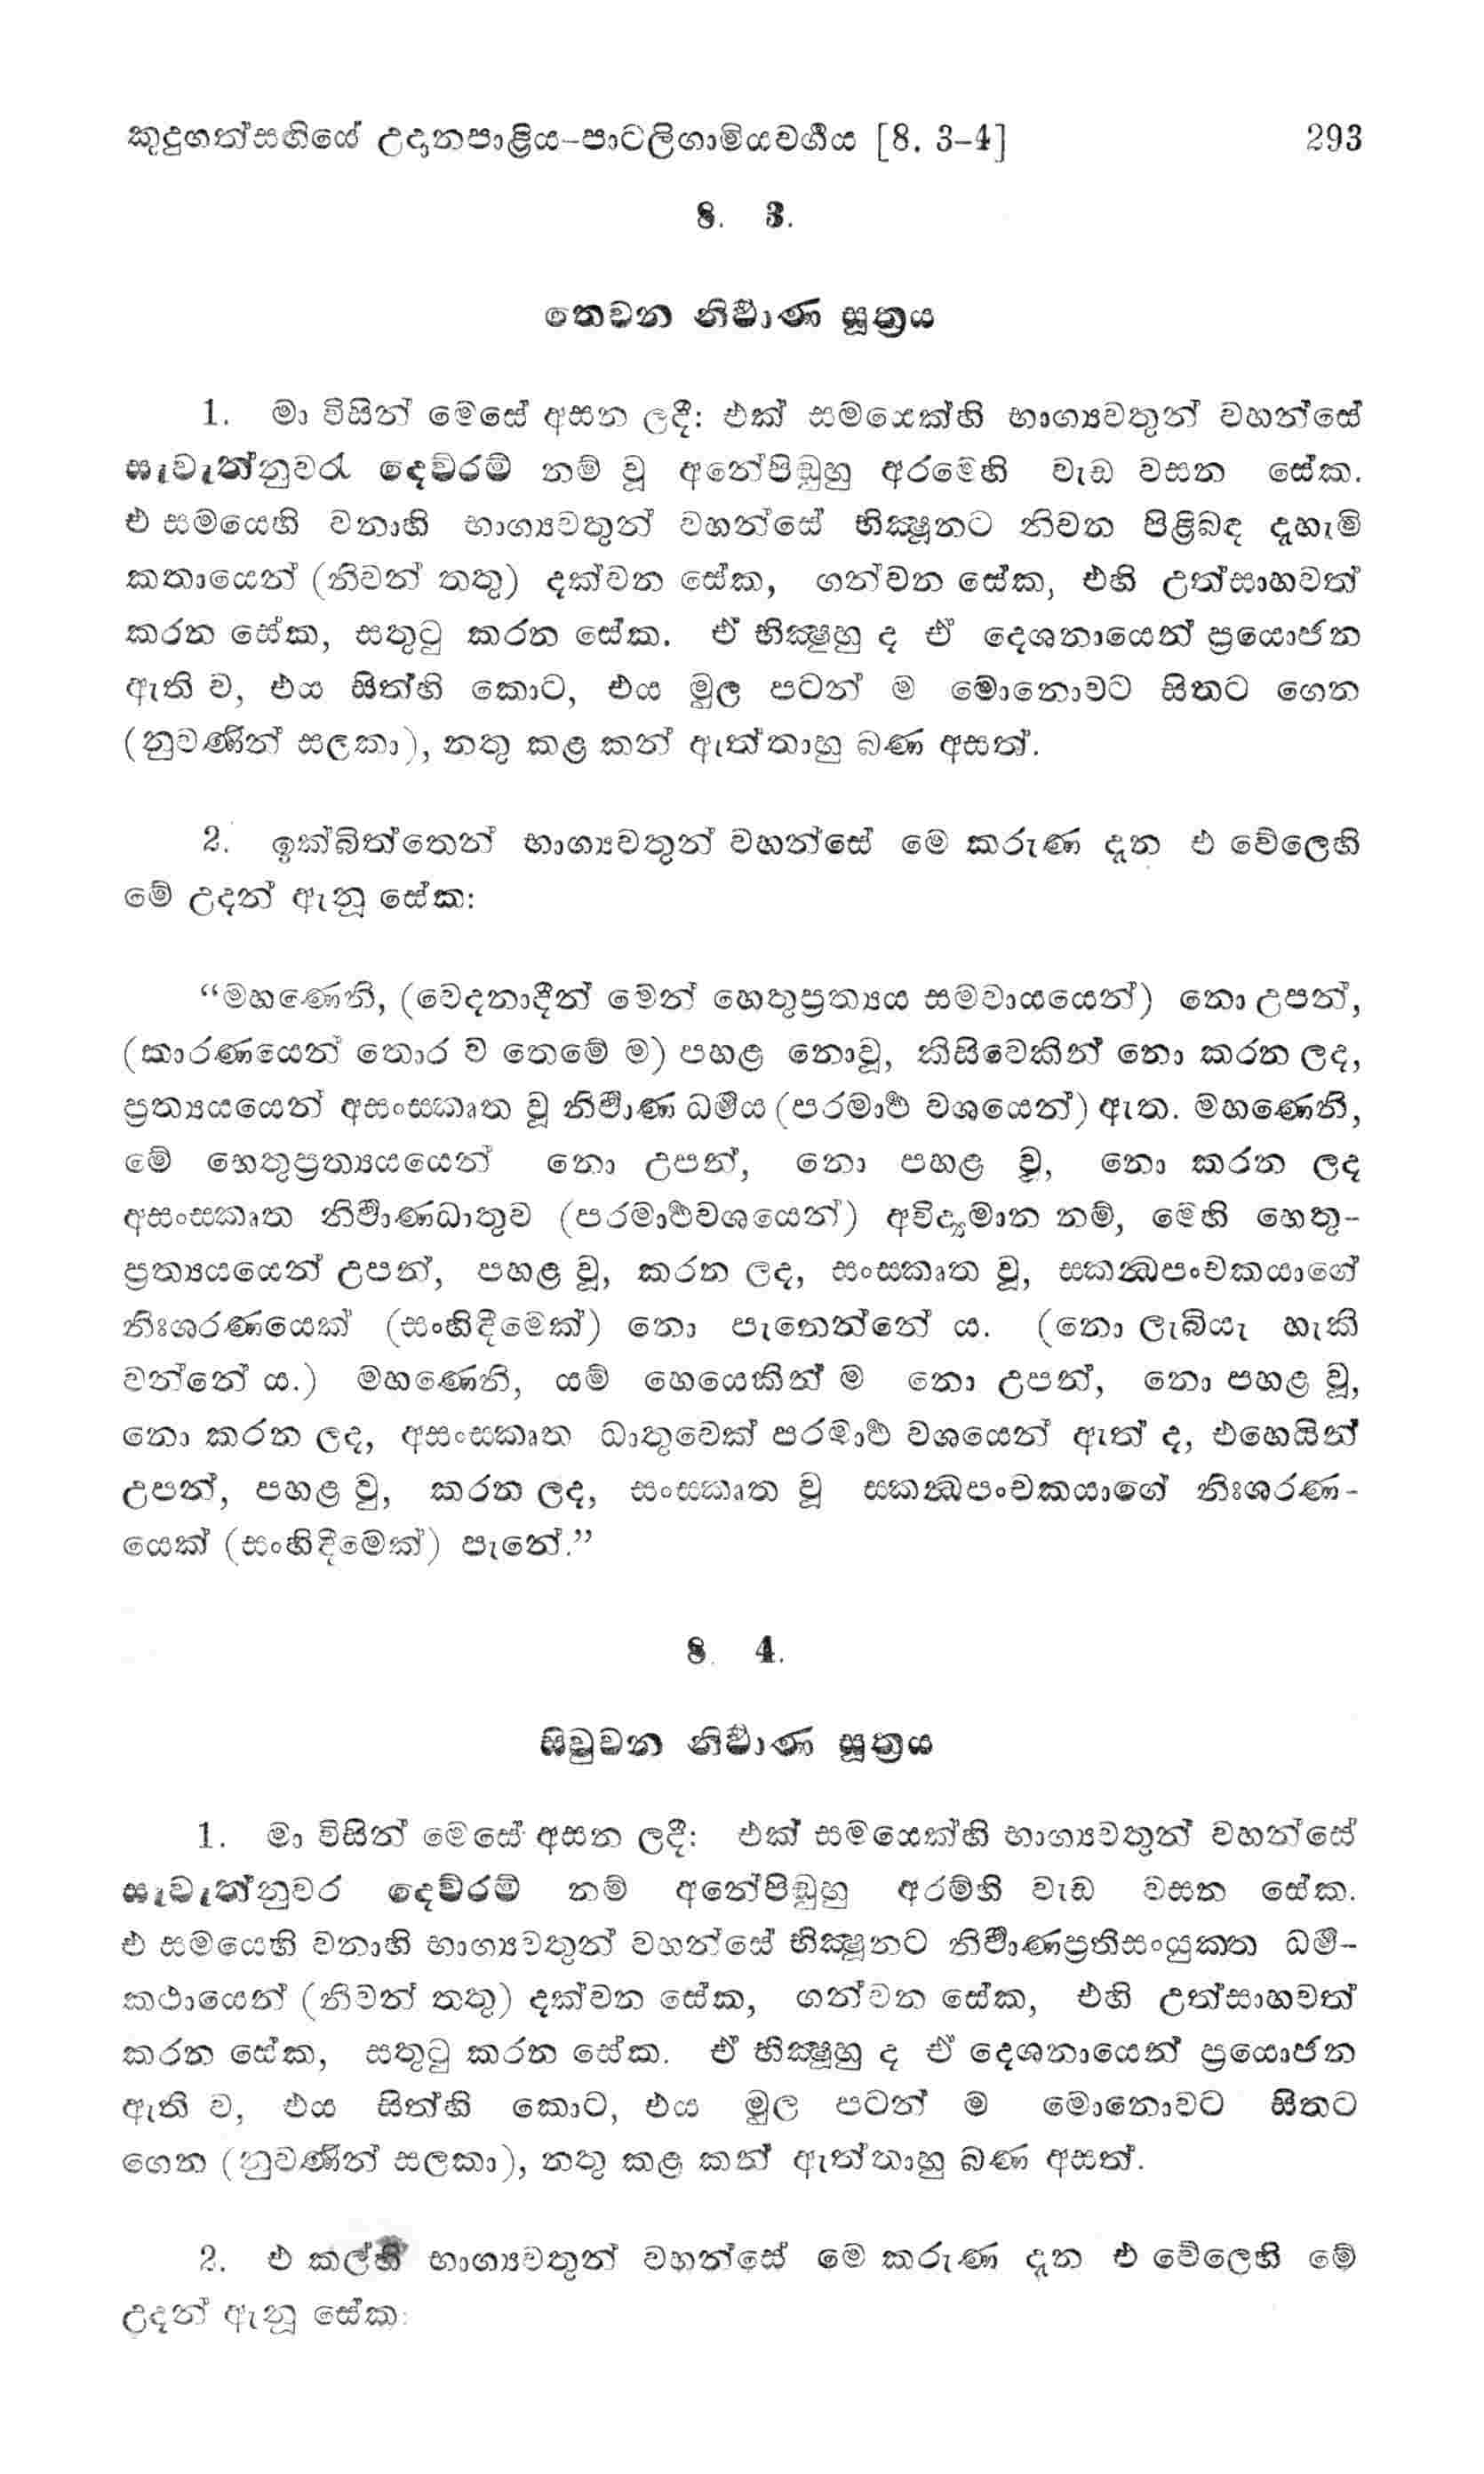 කුදුගත්සඟියේ උදානපාළිය-පාටලිගාමියවර්‍ගය [8. 3-4] 293
8. 3.
තෙවන නිර්‍වාණ සූත්‍රය
1. මා විසින් මෙසේ අසන ලදී: එක් සමයෙක්හි භාග්‍යවතුන් වහන්සේ
සැවැත්නුවරැ දෙව්රම් නම් වූ අනේපිඬුහු අරමෙහි වැඩ වසන සේක.
එ සමයෙහි වනාහි භාග්‍යවතුන් වහන්සේ භික්‍ෂූනට නිවන පිළිබඳ දැහැමි
කතායෙන් (නිවන් තතු) දක්වන සේක, ගන්වන සේක, එහි උත්සාහවත්
කරන සේක, සතුටු කරන සේක. ඒ භික්‍ෂුහු ද ඒ දෙශනායෙන් ප්‍රයොජන
ඇති ව, එය සිත්හි කොට, එය මුල පටන් ම මොනොවට සිතට ගෙන
(නුවණින් සලකා), නතු කළ කන් ඇත්තාහු බණ අසත්.
2. ඉක්බිත්තෙන් භාග්‍යවතුන් වහන්සේ මෙ කරුණ දැන එ වේලෙහි
මේ උදන් ඇනූ සේක:
“මහණෙනි, (වෙදනාදීන් මෙන් හෙතුප්‍රත්‍යය සමවායයෙන්) නො උපන්,
(කාරණයෙන් තොර ව තෙමේ ම) පහළ නොවූ, කිසිවෙකින් නො කරන ලද,
ප්‍රත්‍යයයෙන් අසංස්කෘත වූ නිර්‍වාණ ධර්‍මය (පරමාර්‍ථ වශයෙන්) ඇත. මහණෙනි,
මේ හෙතුප්‍රත්‍යයයෙන් නො උපන්, නො පහළ වූ, නො කරන ලද
අසංස්කෘත නිර්‍වාණධාතුව (පරමාර්‍ථවශයෙන්) අවිද්‍යමාන නම්, මෙහි හෙතු-
ප්‍රත්‍යයයෙන් උපන්, පහළ වූ, කරන ලද, සංස්කෘත වූ, ස්කන්‍ධපංචකයාගේ
නිඃශරණයෙක් (සංහිඳීමෙක්) නො පැනෙන්නේ ය. (නො ලැබියැ හැකි
වන්නේ ය.) මහණෙනි, යම් හෙයෙකින් ම නො උපන්, නො පහළ වූ,
නො කරන ලද, අසංස්කෘත ධාතුවෙක් පරමාර්‍ථ වශයෙන් ඇත් ද, එහෙයින්
උපන්, පහළ වු, කරන ලද, සංස්කෘත වූ ස්කන්‍ධපංචකයාගේ නිඃශරණ-
යෙක් (සංහිඳීමෙක්) පැනේ.”
8. 4.
සිවුවන නිර්‍වාණ සූත්‍රය
1. මා විසින් මෙසේ අසන ලදී: එක් සමයෙක්හි භාග්‍යවතුන් වහන්සේ
සැවැත්නුවර දෙව්රම් නම් අනේපිඬුහු අරම්හි වැඩ වසන සේක.
එ සමයෙහි වනාහි භාග්‍යවතුන් වහන්සේ භික්‍ෂූනට නිර්‍වාණප්‍රතිසංයුක්ත ධර්‍ම-
කථායෙන් (නිවන් තතු) දක්වන සේක, ගන්වන සේක, එහි උත්සාහවත්
කරන සේක, සතුටු කරන සේක. ඒ භික්‍ෂූහු ද ඒ දෙශනායෙන් ප්‍රයොජන
ඇති ව, එය සිත්හි කොට, එය මුල පටන් ම මොනොවට සිතට
ගෙන (නුවණින් සලකා), නතු කළ කන් ඇත්තාහු බණ අසත්.
2. එ කල්හි භාග්‍යවතුන් වහන්සේ මෙ කරුණ දැන එ වේලෙහි මේ
උදන් ඇනූ සේක: